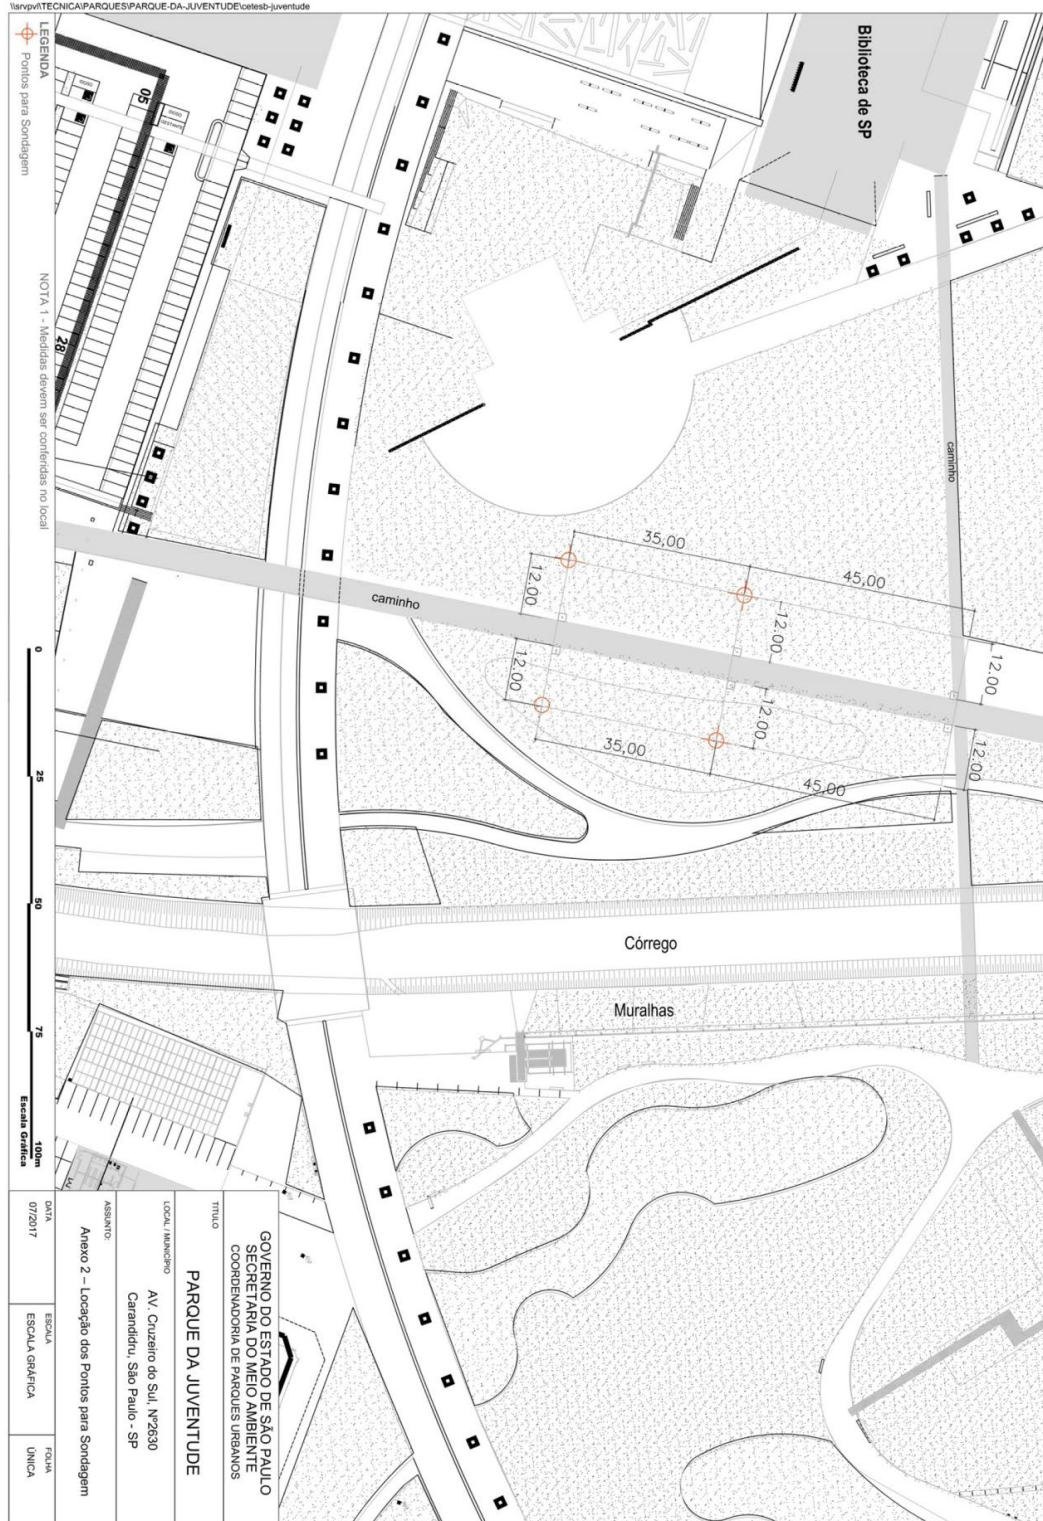 \\srvpvl\TECNICA\PARQUES\PARQUE-DA-JUVENTUDE\cetesb-juventude
LEGENDA
Pontos para Sondagem
NOTA 1 - Medidas devem ser conferidas no local
05
IDOSO
IDOSO
GESTANTE
28
Biblioteca de SP
caminho
35,00
45,00
12.00
12.00
12.00
caminho
12.00
12.00
12.00
35,00
45,00
Córrego
Muralhas
0
25
50
75
100m
Escala Gráfica
GOVERNO DO ESTADO DE SÃO PAULO
SECRETARIA DO MEIO AMBIENTE
COORDENADORIA DE PARQUES URBANOS
TITULO
PARQUE DA JUVENTUDE
LOCAL / MUNICÍPIO
AV. Cruzeiro do Sul, Nº2630
Carandidru, São Paulo - SP
ASSUNTO:
Anexo 2 – Locação dos Pontos para Sondagem
DATA
07/2017
ESCALA
ESCALA GRÁFICA
FOLHA
ÚNICA